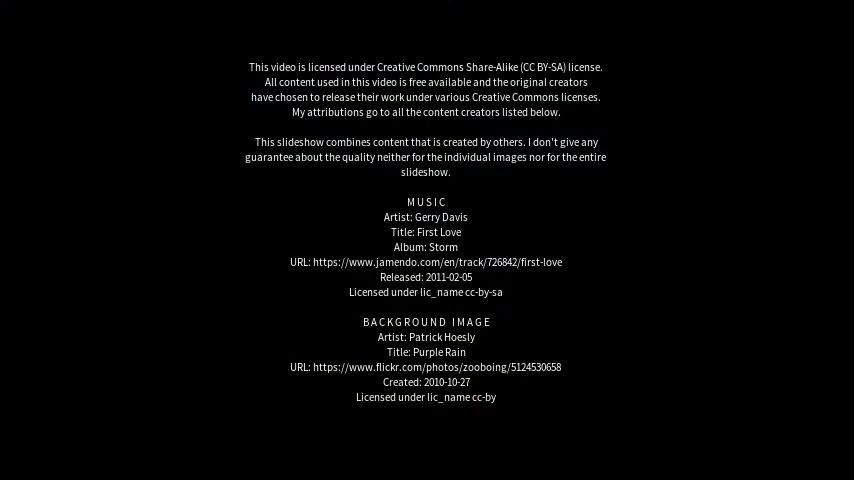 This video is licensed under Creative Commons Share-Alike (CC BY-SA) license.
All content used in this video is free available and the original creators
have chosen to release their work under various Creative Commons licenses.
My attributions go to all the content creators listed below.
This slideshow combines content that is created by others. I don't give any
guarantee about the quality neither for the individual images nor for the entire
slideshow.
MUSIC
Artist: Gerry Davis
Title: First Love
Album: Storm
URL: https://www.jamendo.com/en/track/726842/first-love
Released: 2011-02-05
Licensed under lic_name cc-by-sa
BACKGROUND IMAGE
Artist: Patrick Hoesly
Title: Purple Rain
URL: https://www.flickr.com/photos/zooboing/5124530658
Created: 2010-10-27
Licensed under lic_name cc-by